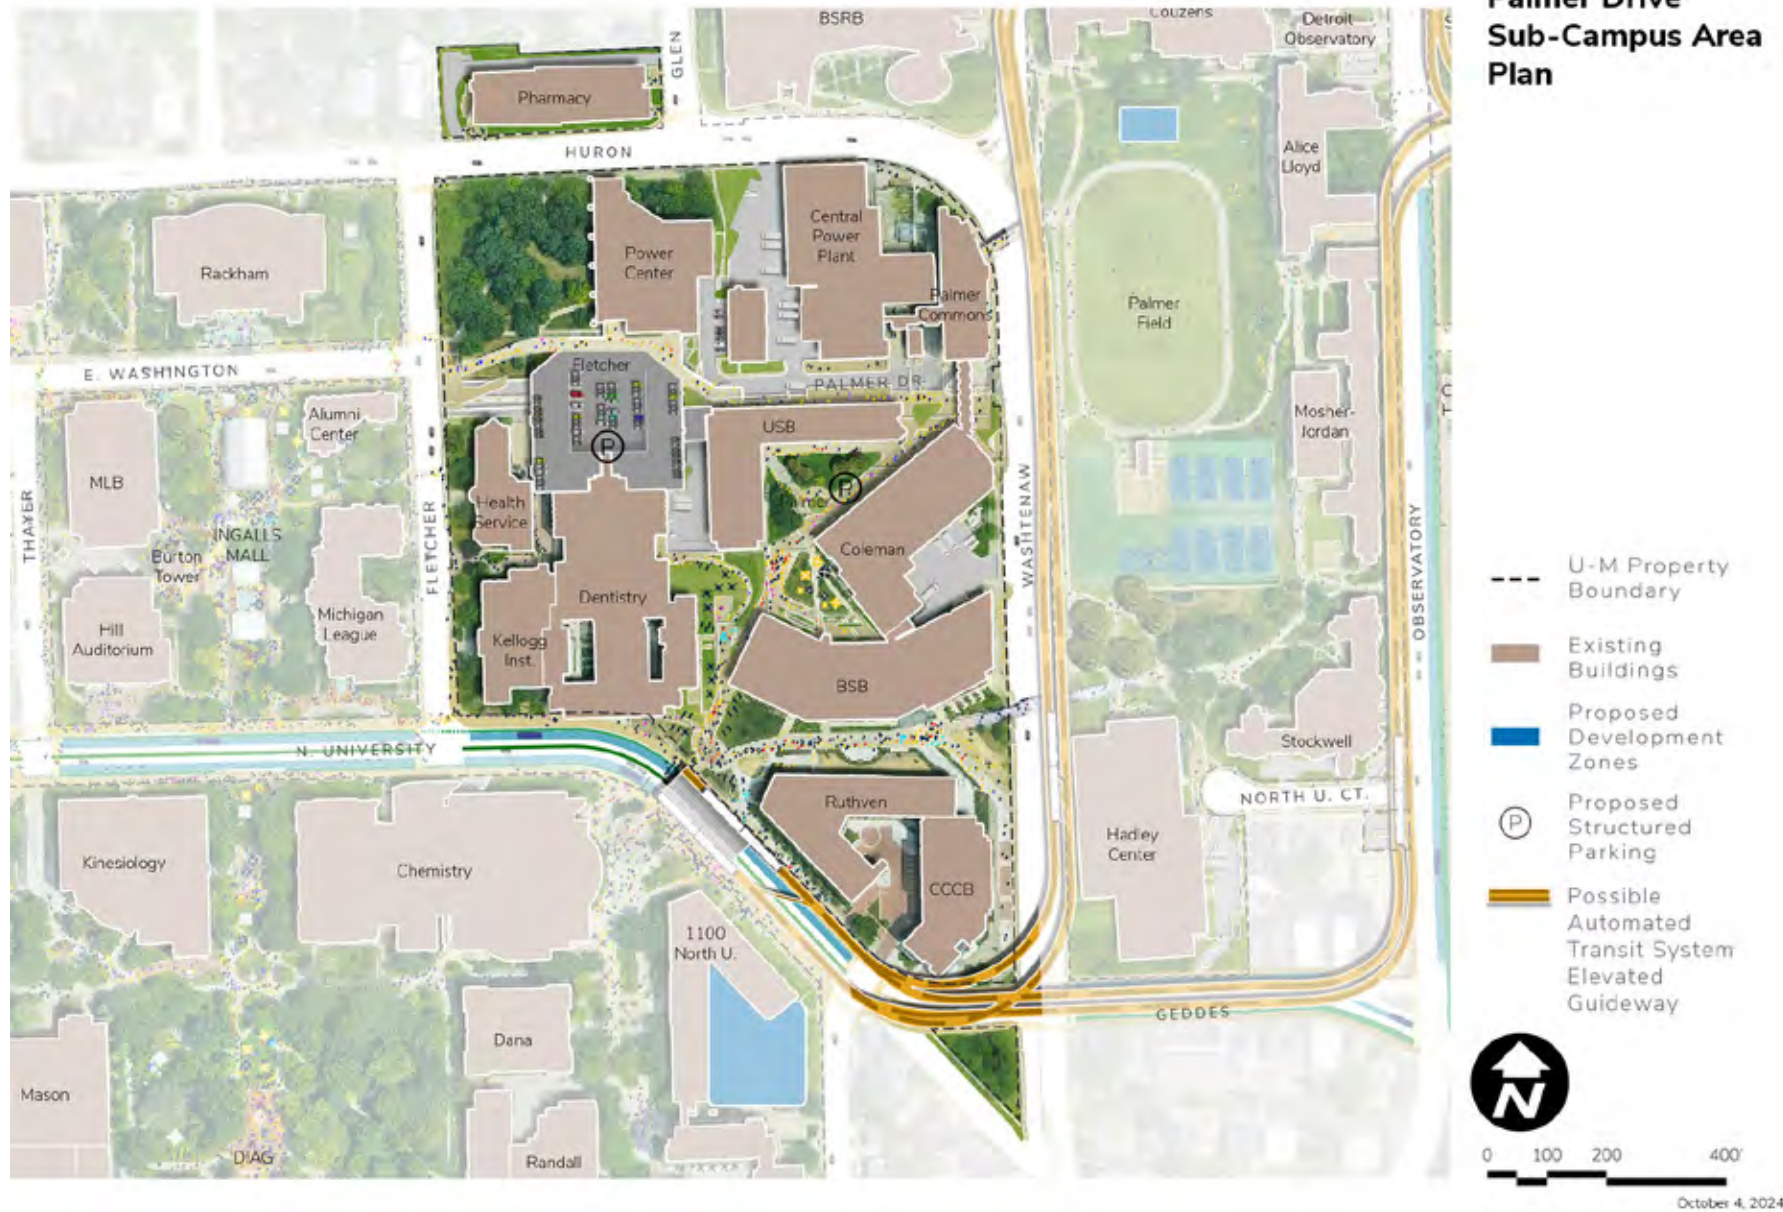 Palmer Drive
Sub-Campus Area
Plan
BSRB
Couzens
Detroit
Observatory
GLEN
Pharmacy
HURON
Alice
Lloyd
Rackham
Power
Center
Central
Power
Plant
Palmer
Commons
Palmer
Field
E. WASHINGTON
Fletcher
PALMER DR
Alumni
Center
USB
Mosher-
Jordan
MLB
P
P
THAYER
FLETCHER
Health
Service
WASHTENAW
OBSERVATORY
INGALLS
MALL
Burton
Tower
Coleman
Hill
Auditorium
Michigan
League
Dentistry
Kellogg
Inst.
BSB
Stockwell
N. UNIVERSITY
NORTH U. CT.
Ruthven
Hadley
Center
Kinesiology
Chemistry
CCCB
1100
North U.
GEDDES
Dana
Mason
DIAG
Randall
U-M Property
Boundary
Existing
Buildings
Proposed
Development
Zones
P
Proposed
Structured
Parking
Possible
Automated
Transit System
Elevated
Guideway
N
0 100 200 400'
October 4, 2024